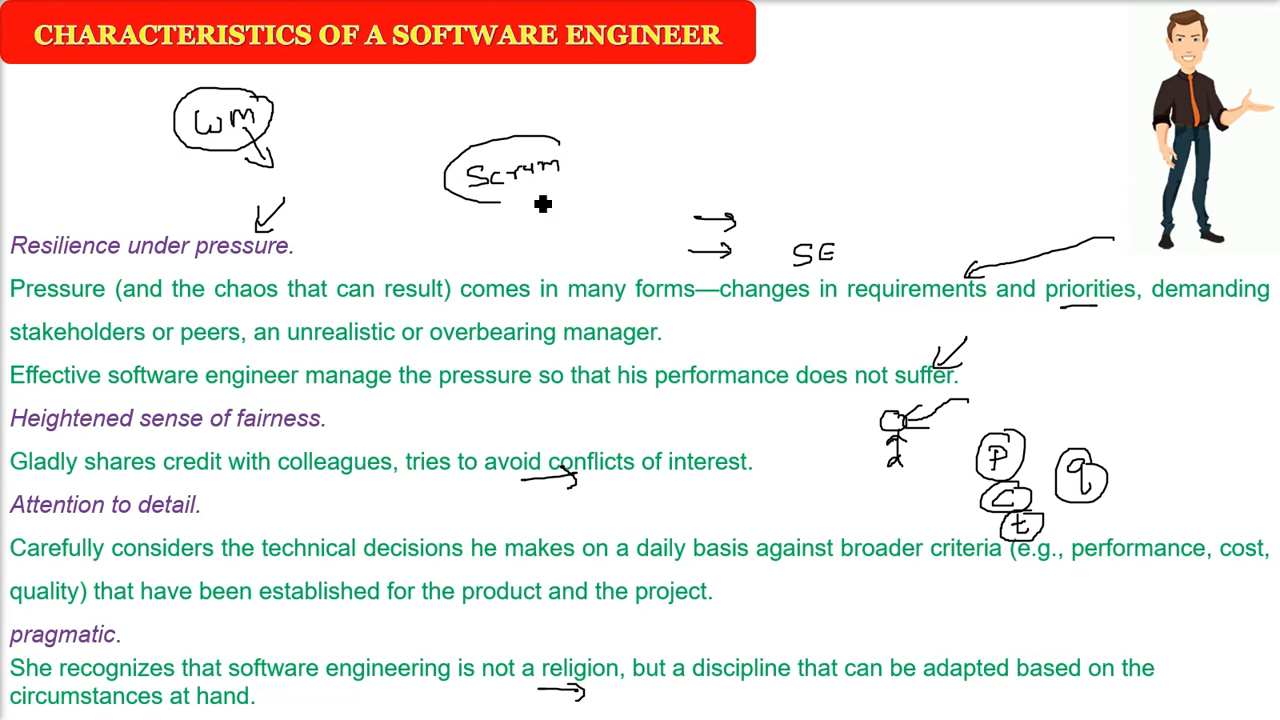 CHARACTERISTICS OF A SOFTWARE ENGINEER
WM
Scrum
Resilience under pressure.
SE
Pressure (and the chaos that can result) comes in many forms—changes in requirements and priorities, demanding
stakeholders or peers, an unrealistic or overbearing manager.
Effective software engineer manage the pressure so that his performance does not suffer.
Heightened sense of fairness.
Gladly shares credit with colleagues, tries to avoid conflicts of interest.
P
q
C
Attention to detail.
t
Carefully considers the technical decisions he makes on a daily basis against broader criteria (e.g., performance, cost,
quality) that have been established for the product and the project.
pragmatic.
She recognizes that software engineering is not a religion, but a discipline that can be adapted based on the
circumstances at hand.